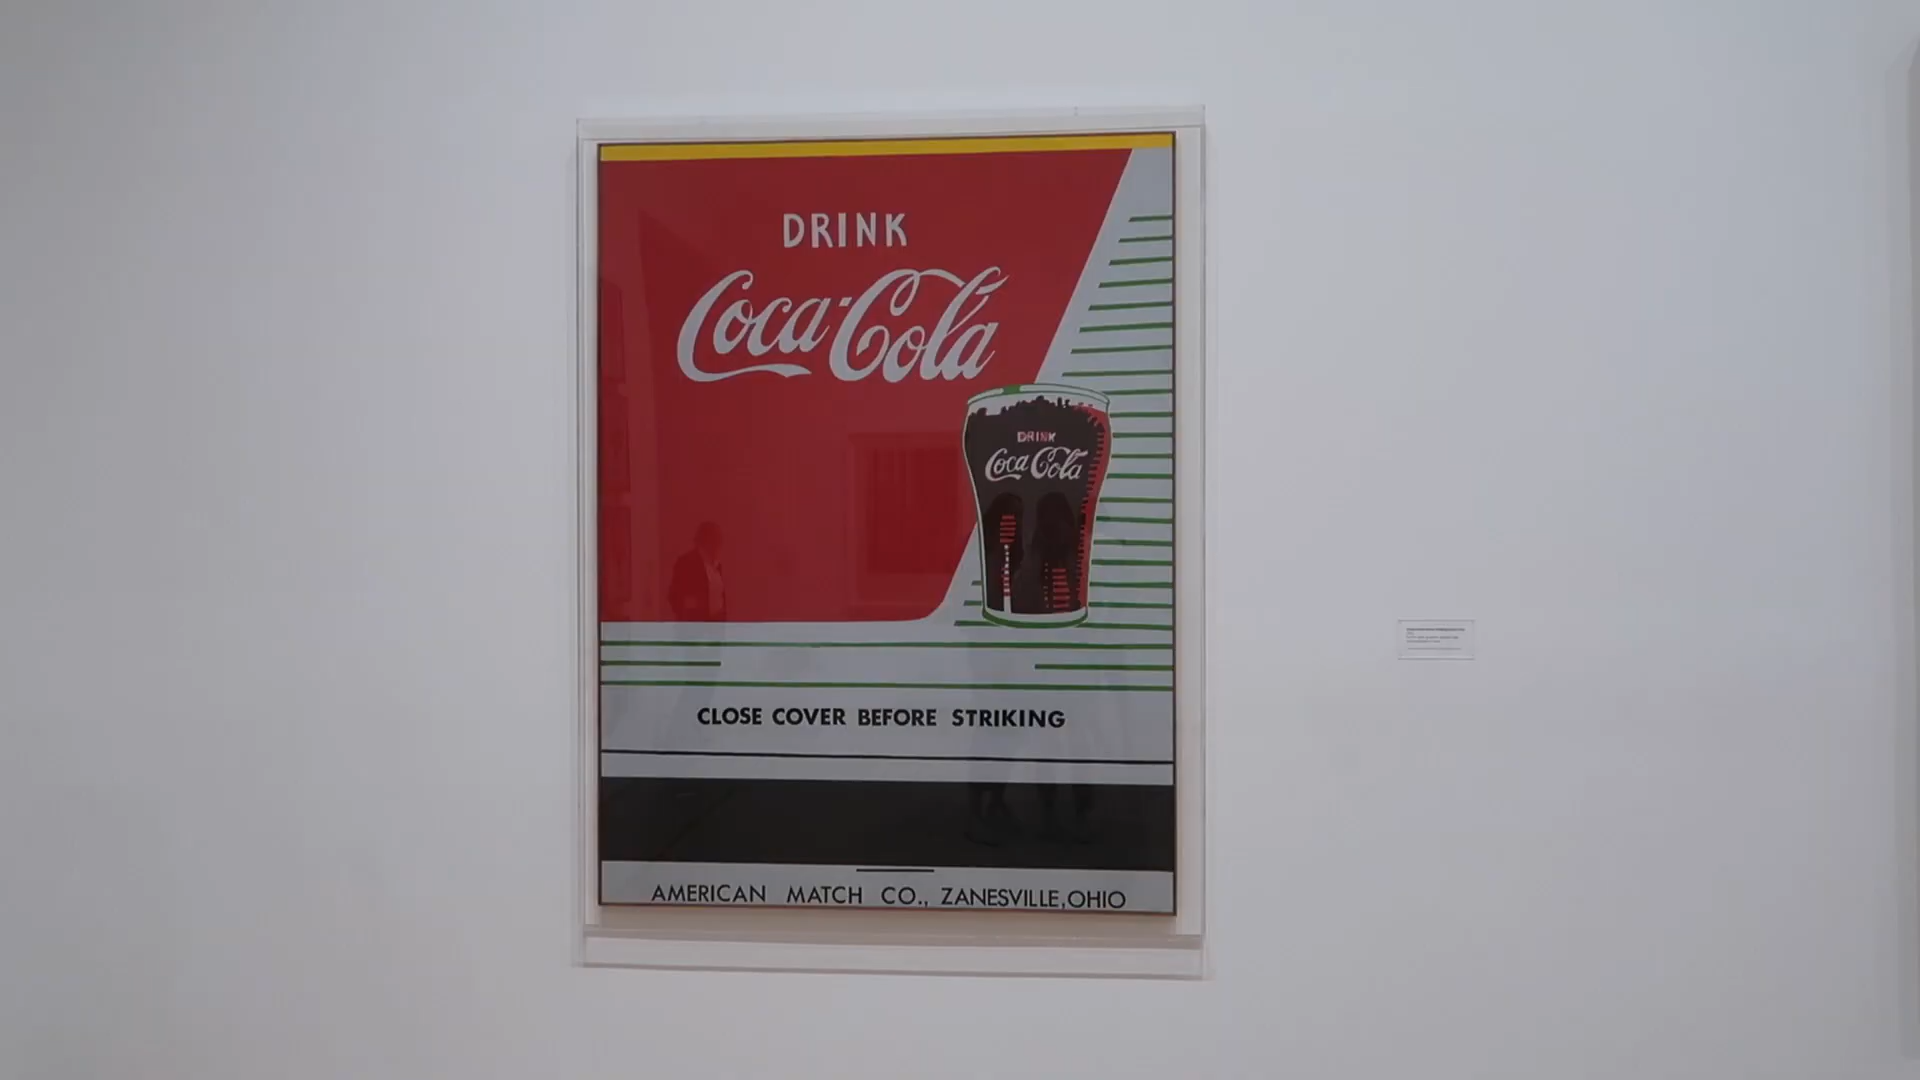 DRINK
Coca-Cola
DRINK
Coca Cola
CLOSE COVER BEFORE STRIKING
AMERICAN MATCH CO., ZANESVILLE, OHIO